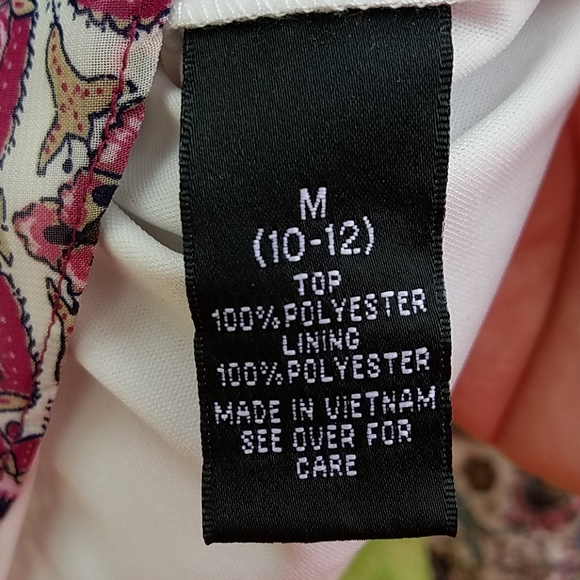 M
(10-12)
TOP
100% POLYESTER
LINING
100% POLYESTER
MADE IN VIETNAM
SEE OVER FOR
CARE